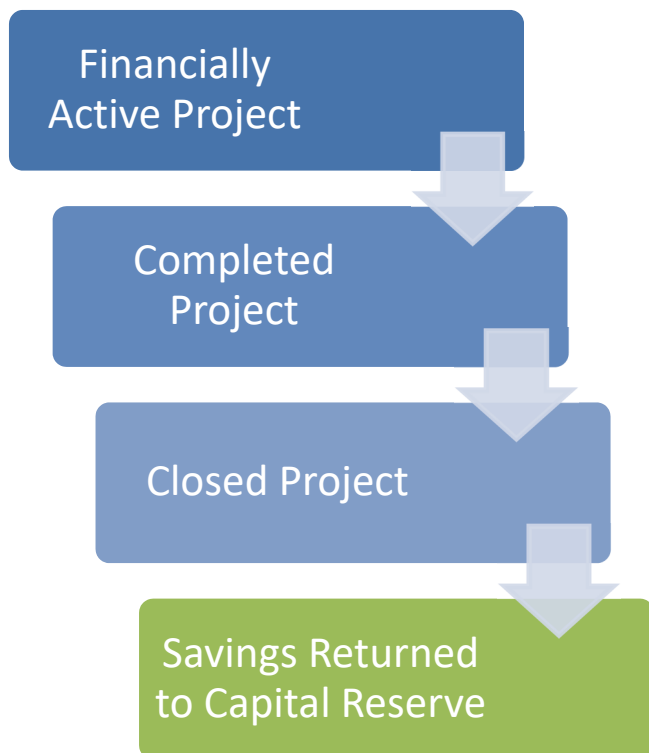 Financially
Active Project
Completed
Project
Closed Project
Savings Returned
to Capital Reserve